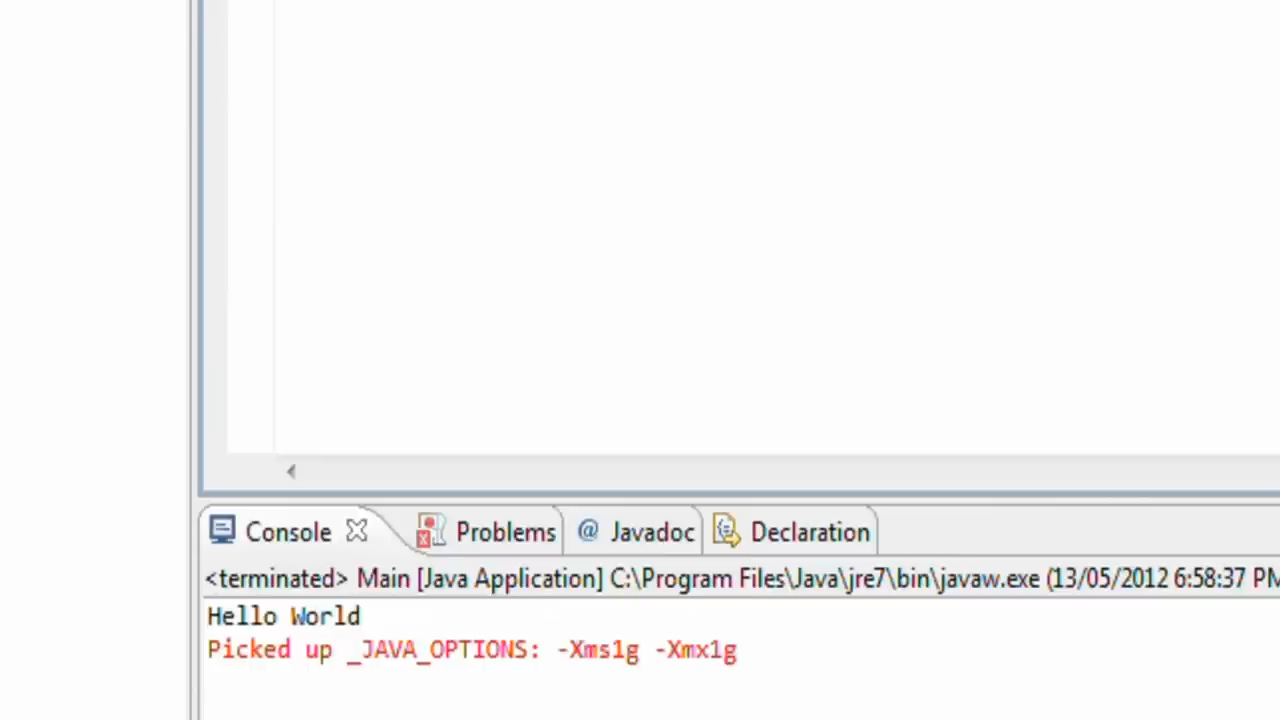 Console Problems @ Javadoc Declaration
<terminated> Main [Java Application] C:\Program Files\Java\jre7\bin\javaw.exe (13/05/2012 6:58:37 PM
Hello World
Picked up _JAVA_OPTIONS: -Xms1g -Xmx1g